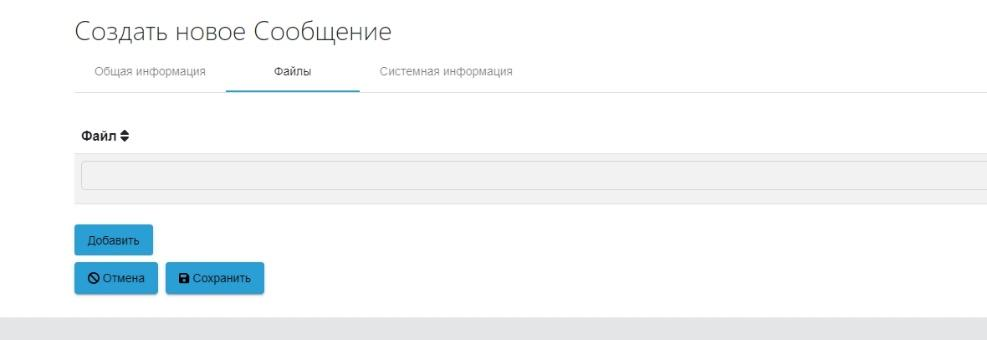 Создать новое Сообщение
Общая информация Файлы Системная информация
Файл
Добавить
Отмена Сохранить